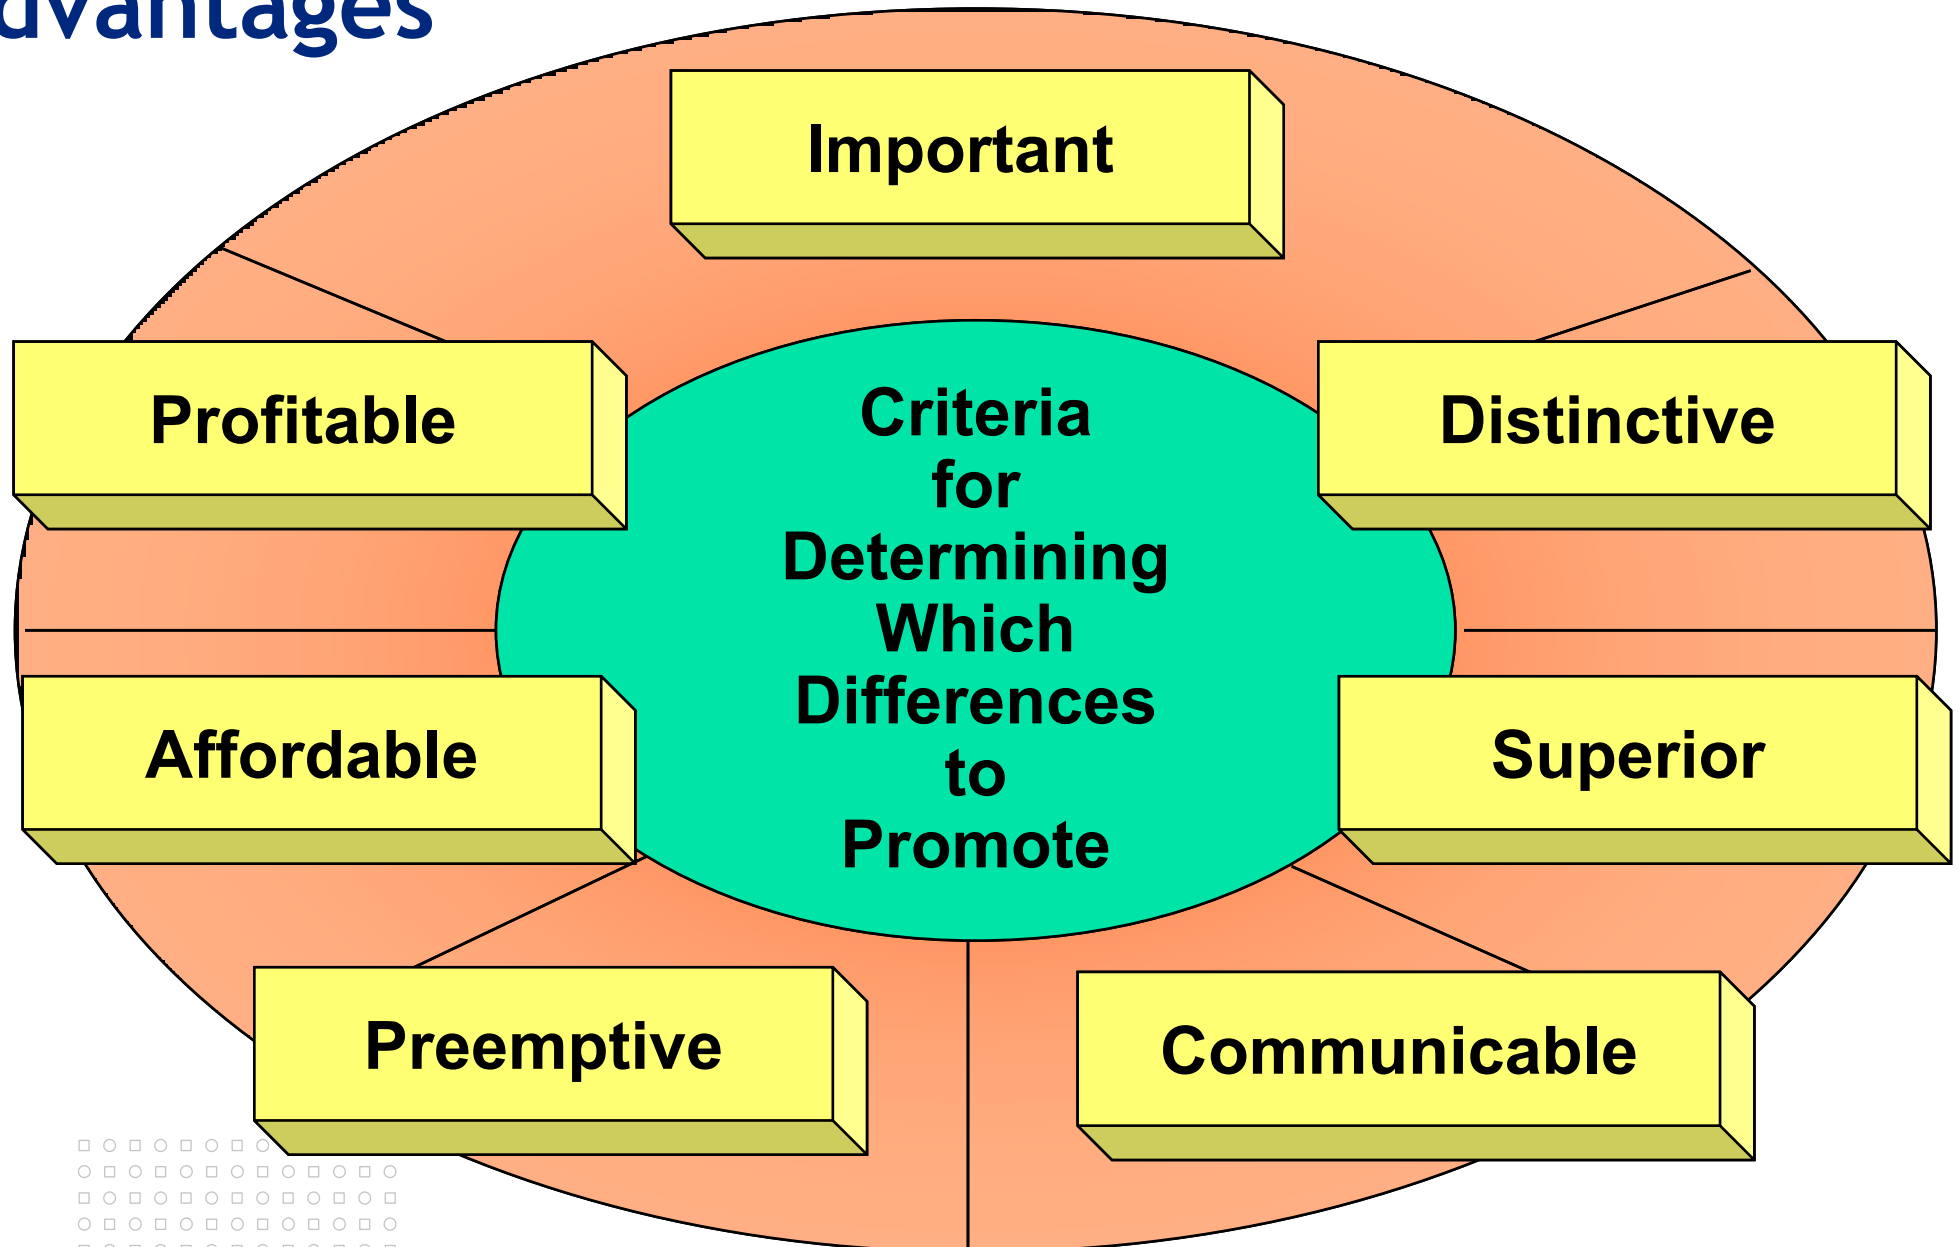 dvantages
Important
Profitable
Distinctive
Criteria
for
Determining
Which
Differences
to
Promote
Affordable
Superior
Preemptive
Communicable